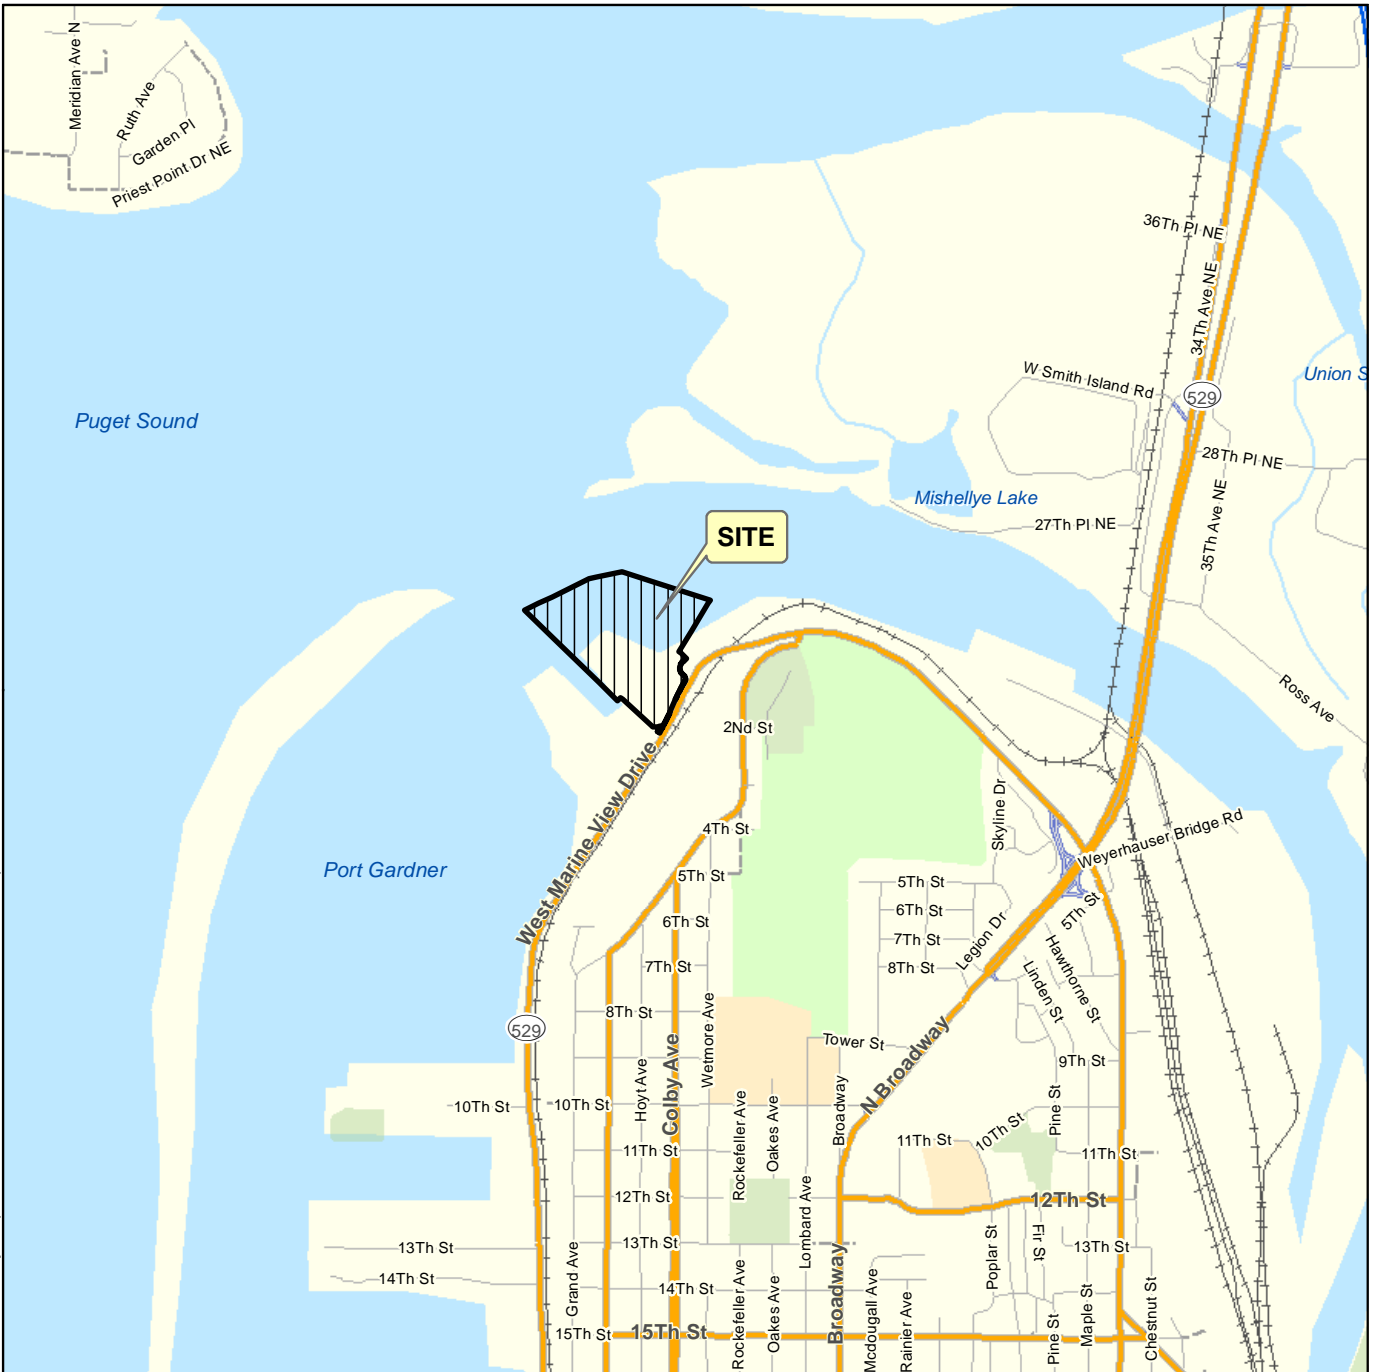 Meridian Ave N
Ruth Ave
Garden Pl
Priest Point Dr NE
36Th Pl NE
34Th Ave NE
W Smith Island Rd
529
Union S
Puget Sound
28Th Pl NE
Mishellye Lake
27Th Pl NE
35Th Ave NE
SITE
Ross Ave
2Nd St
West Marine View Drive
4Th St
Skyline Dr
Weyerhauser Bridge Rd
Port Gardner
5Th St
5Th St
6Th St
6Th St
5Th St
7Th St
Legion Dr
Hawthorne St
7Th St
8Th St
Linden St
529
8Th St
Wetmore Ave
Tower St
N Broadway
9Th St
Hoyt Ave
Colby Ave
Broadway
Pine St
10Th St
10Th St
Rockefeller Ave
Oakes Ave
11Th St
10Th St
11Th St
11Th St
12Th St
Lombard Ave
12Th St
13Th St
13Th St
Fir St
Poplar St
13Th St
14Th St
Grand Ave
14Th St
Rockefeller Ave
Oakes Ave
Broadway
Mcdougall Ave
Rainier Ave
Maple St
Chestnut St
15Th St
15Th St
Pine St